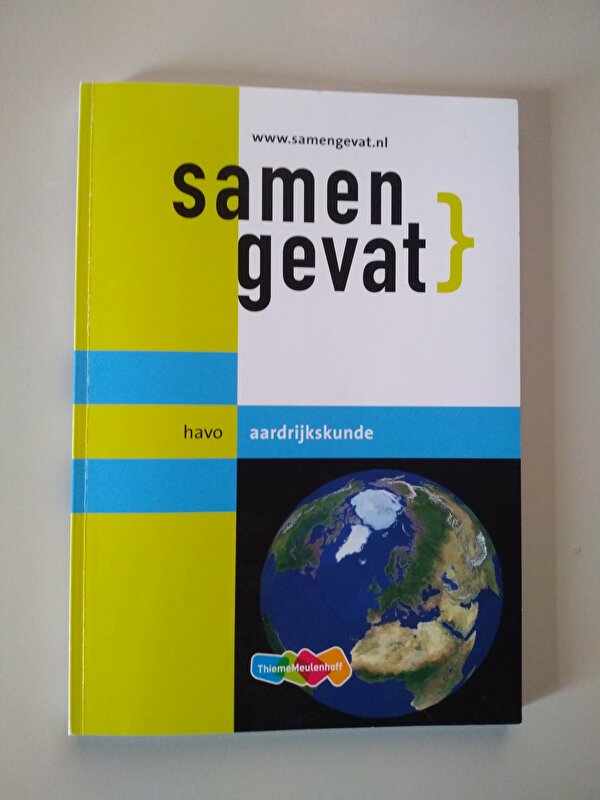 www.samengevat.nl
samen
gevat}
havo aardrijkskunde
ThiemeMeulenhoff